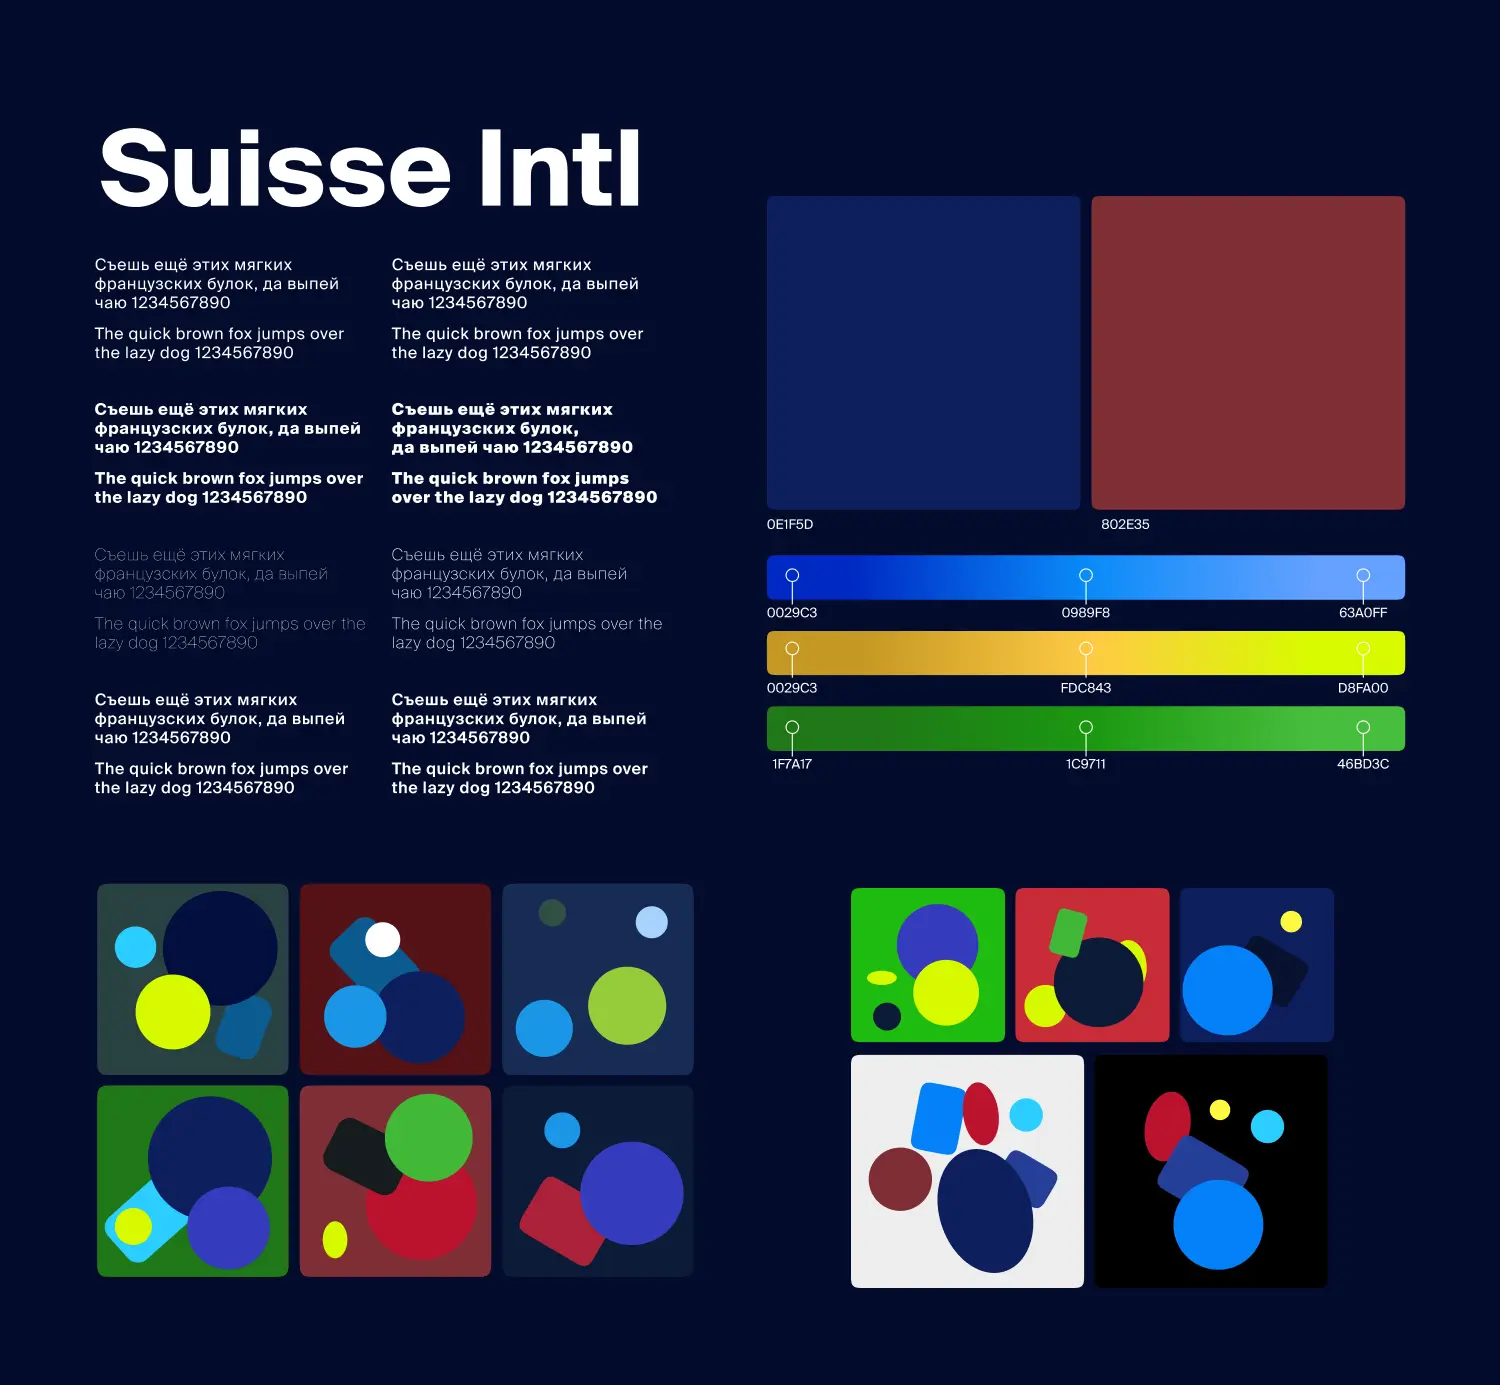 Suisse Intl
Съешь ещё этих мягких
французских булок, да выпей
чаю 1234567890
The quick brown fox jumps over
the lazy dog 1234567890
Съешь ещё этих мягких
французских булок, да выпей
чаю 1234567890
The quick brown fox jumps over
the lazy dog 1234567890
Съешь ещё этих мягких
французских булок, да выпей
чаю 1234567890
The quick brown fox jumps over
the lazy dog 1234567890
Съешь ещё этих мягких
французских булок,
да выпей чаю 1234567890
The quick brown fox jumps
over the lazy dog 1234567890
Съешь ещё этих мягких
французских булок, да выпей
чаю 1234567890
The quick brown fox jumps over the
lazy dog 1234567890
Съешь ещё этих мягких
французских булок, да выпей
чаю 1234567890
The quick brown fox jumps over the
lazy dog 1234567890
Съешь ещё этих мягких
французских булок, да выпей
чаю 1234567890
The quick brown fox jumps over
the lazy dog 1234567890
Съешь ещё этих мягких
французских булок, да выпей
чаю 1234567890
The quick brown fox jumps over
the lazy dog 1234567890
0E1F5D
802E35
0029C3
0989F8
63A0FF
0029C3
FDC843
D8FA00
1F7A17
1C9711
46BD3C